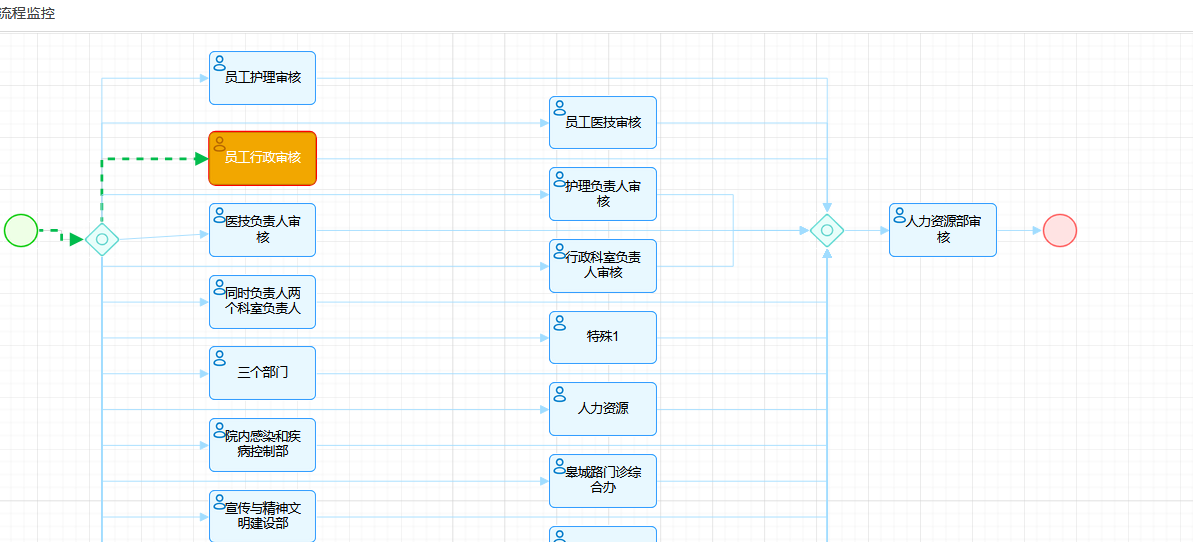 流程监控
员工护理审核
员工医技审核
员工行政审核
护理负责人审
核
医技负责人审
核
行政科室负责
人审核
人力资源部审
核
同时负责人两
个科室负责人
特殊1
三个部门
人力资源
院内感染和疾
病控制部
皋城路门诊综
合办
宣传与精神文
明建设部